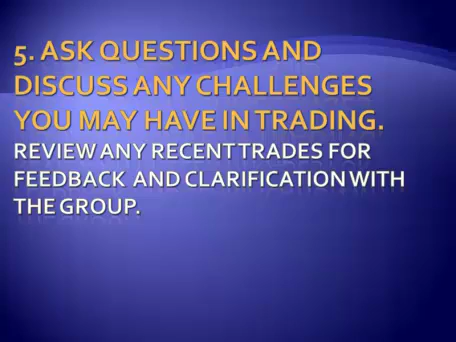 5. ASK QUESTIONS AND
DISCUSS ANY CHALLENGES
YOU MAY HAVE IN TRADING.
REVIEW ANY RECENT TRADES FOR
FEEDBACK AND CLARIFICATION WITH
THE GROUP.